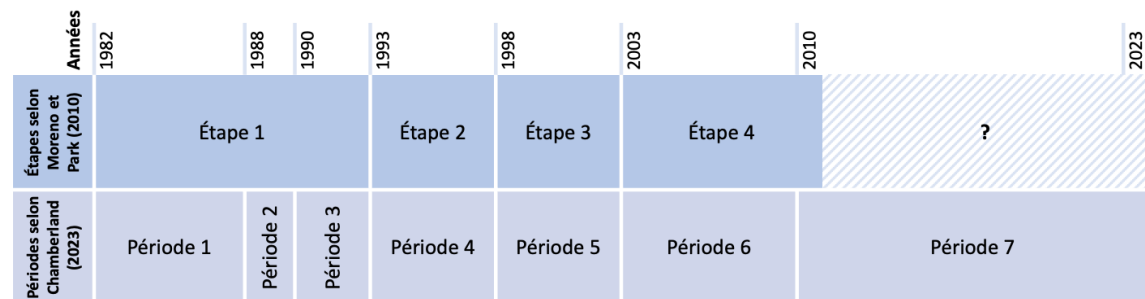 Années
1982
1988
1990
1993
1998
2003
2010
2023
Étapes selon
Moreno et
Park (2010)
Étape 1
Étape 2
Étape 3
Étape 4
?
Périodes selon
Chamberland
(2023)
Période 1
Période 2
Période 3
Période 4
Période 5
Période 6
Période 7